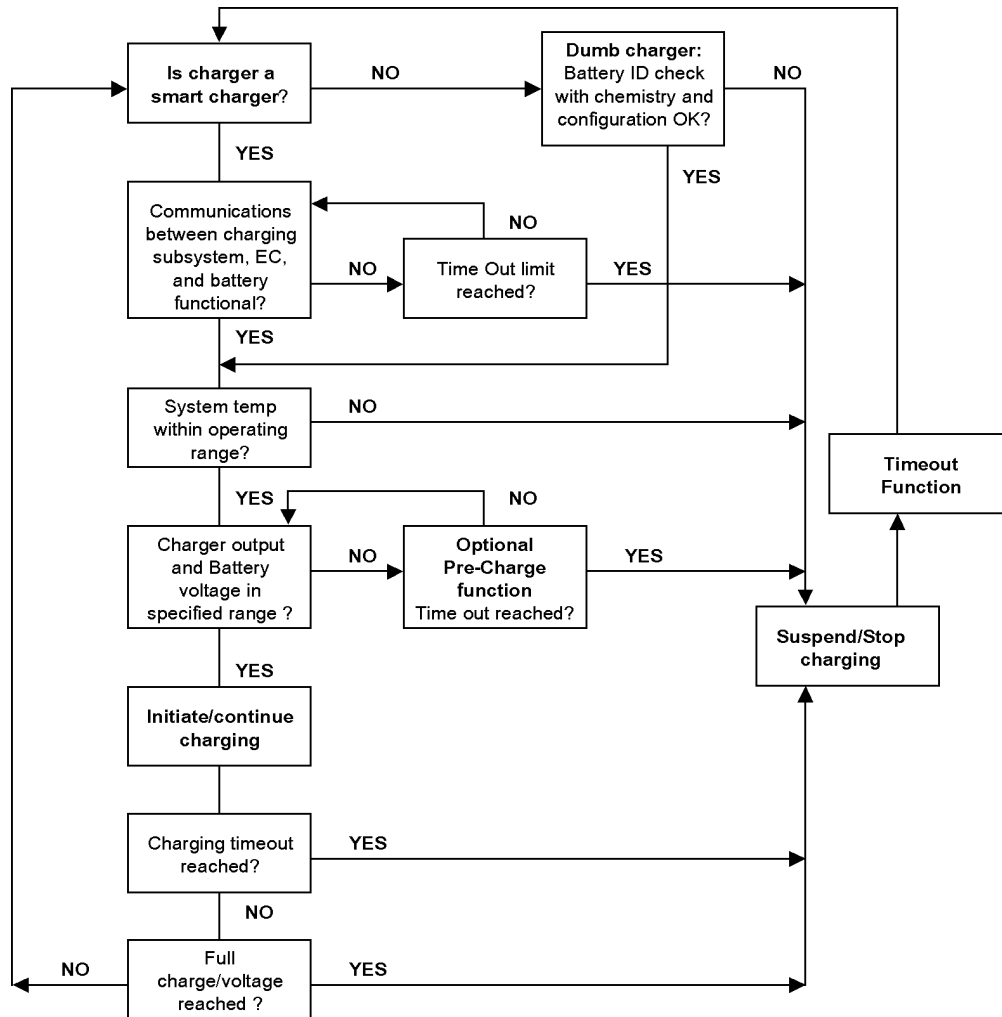 Is charger a
smart charger?
NO
Dumb charger:
Battery ID check
with chemistry and
configuration OK?
NO
YES
YES
Communications
between charging
subsystem, EC,
and battery
functional?
NO
NO
Time Out limit
reached?
YES
YES
System temp
within operating
range?
NO
Timeout
Function
YES
NO
Charger output
and Battery
voltage in
specified range ?
NO
Optional
Pre-Charge
function
Time out reached?
YES
Suspend/Stop
charging
YES
Initiate/continue
charging
Charging timeout
reached?
YES
NO
NO
Full
charge/voltage
reached ?
YES